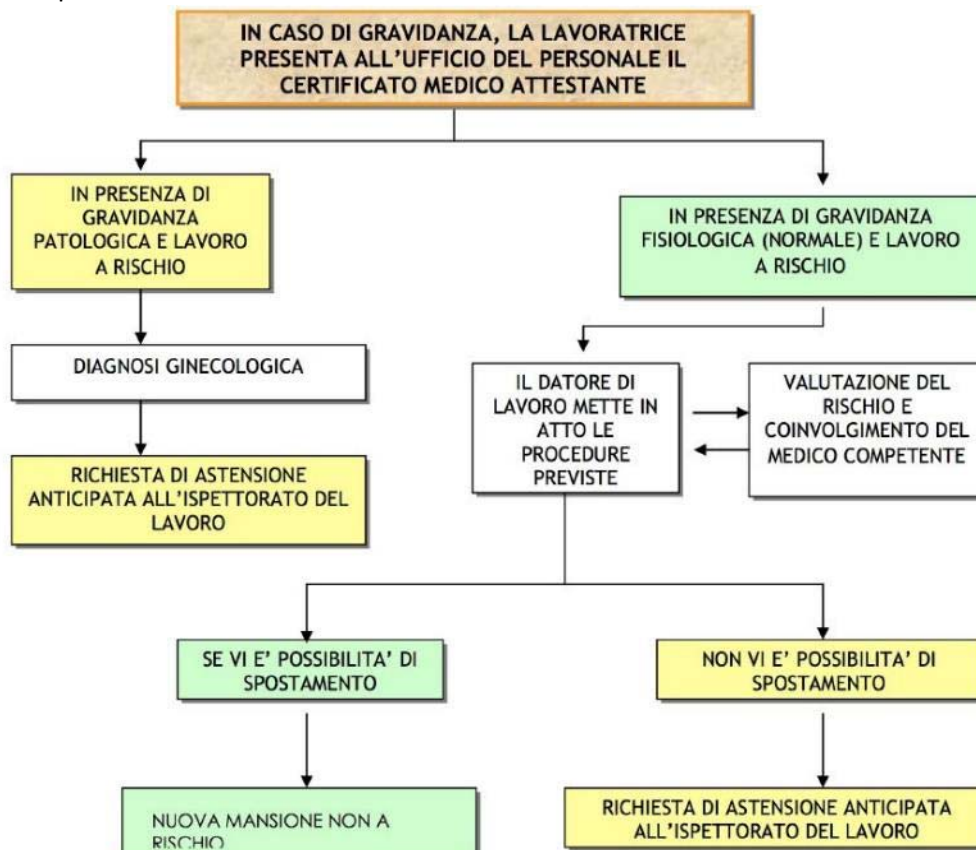 IN CASO DI GRAVIDANZA, LA LAVORATRICE
PRESENTA ALL'UFFICIO DEL PERSONALE IL
CERTIFICATO MEDICO ATTESTANTE
IN PRESENZA DI
GRAVIDANZA
PATOLOGICA E LAVORO
A RISCHIO
IN PRESENZA DI GRAVIDANZA
FISIOLOGICA (NORMALE) E LAVORO
A RISCHIO
DIAGNOSI GINECOLOGICA
IL DATORE DI
LAVORO METTE IN
ATTO LE
PROCEDURE
PREVISTE
VALUTAZIONE DEL
RISCHIO E
COINVOLGIMENTO DEL
MEDICO COMPETENTE
RICHIESTA DI ASTENSIONE
ANTICIPATA ALL'ISPETTORATO DEL
LAVORO
SE VI E' POSSIBILITA' DI
SPOSTAMENTO
NON VI E' POSSIBILITA' DI
SPOSTAMENTO
NUOVA MANSIONE NON A
RISCHIO
RICHIESTA DI ASTENSIONE ANTICIPATA
ALL'ISPETTORATO DEL LAVORO